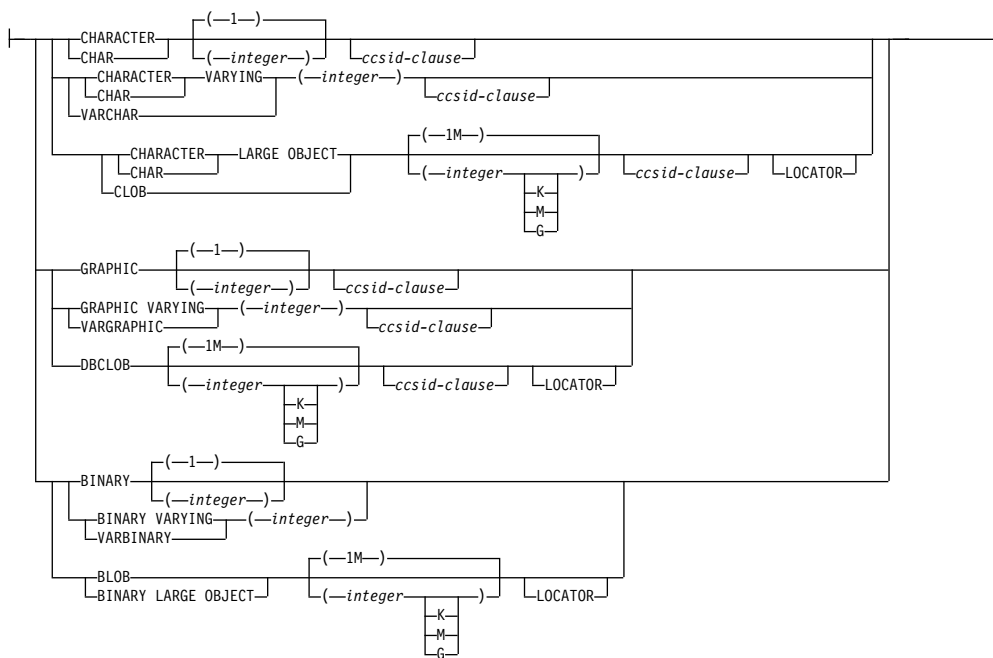 ( 1 )
CHARACTER
CHAR ( integer ) ccsid-clause
CHARACTER VARYING ( integer )
CHAR ccsid-clause
VARCHAR
( 1M )
CHARACTER LARGE OBJECT
CHAR ( integer ) ccsid-clause LOCATOR
CLOB K
M
G
( 1 )
GRAPHIC
( integer ) ccsid-clause
GRAPHIC VARYING ( integer )
VARGRAPHIC ccsid-clause
( 1M )
DBCLOB
( integer ) ccsid-clause LOCATOR
K
M
G
( 1 )
BINARY
( integer )
BINARY VARYING ( integer )
VARBINARY
( 1M )
BLOB
BINARY LARGE OBJECT ( integer ) LOCATOR
K
M
G